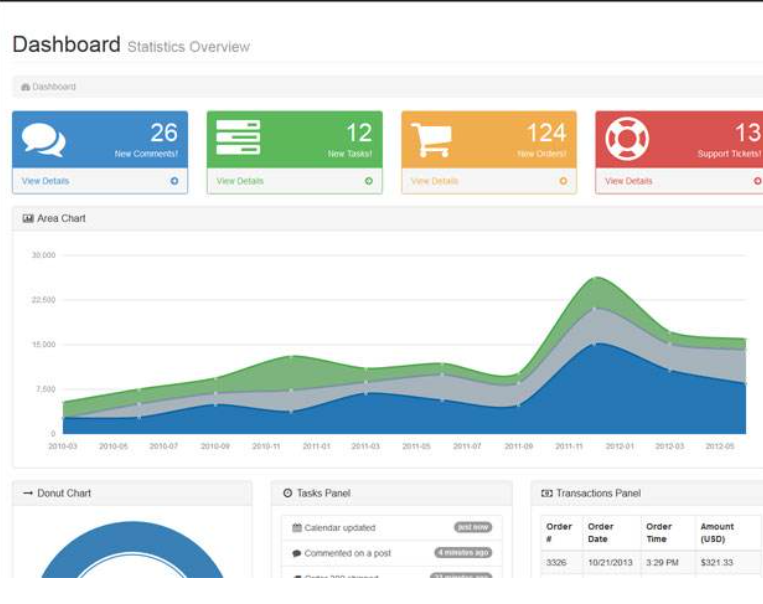 Dashboard Statistics Overview
Dashboard
26
New Comments!
View Details
12
New Tasks!
View Details
124
New Orders!
View Details
13
Support Tickets!
View Details
Area Chart
30,000
22,500
15,000
7,500
0
2010-03 2010-05 2010-07 2010-09 2010-11 2011-01 2011-03 2011-05 2011-07 2011-09 2011-11 2012-01 2012-03 2012-05
Donut Chart
Tasks Panel
Calendar updated just now
Commented on a post 4 minutes ago
Transactions Panel
Order # Order Date Order Time Amount (USD)
3326 10/21/2013 3:29 PM $321.33